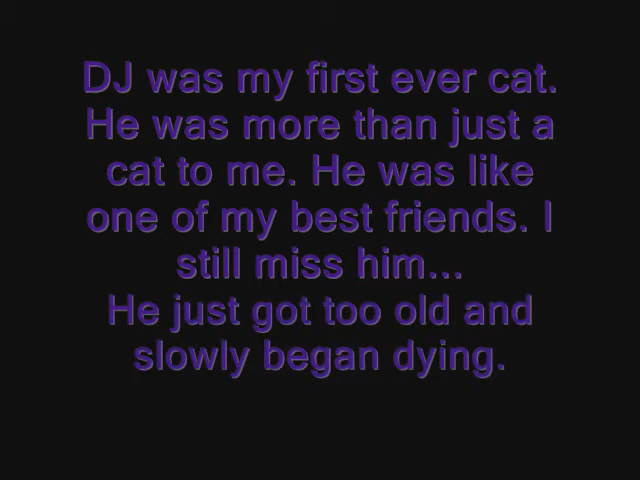 DJ was my first ever cat.
He was more than just a
cat to me. He was like
one of my best friends. I
still miss him...
He just got too old and
slowly began dying.